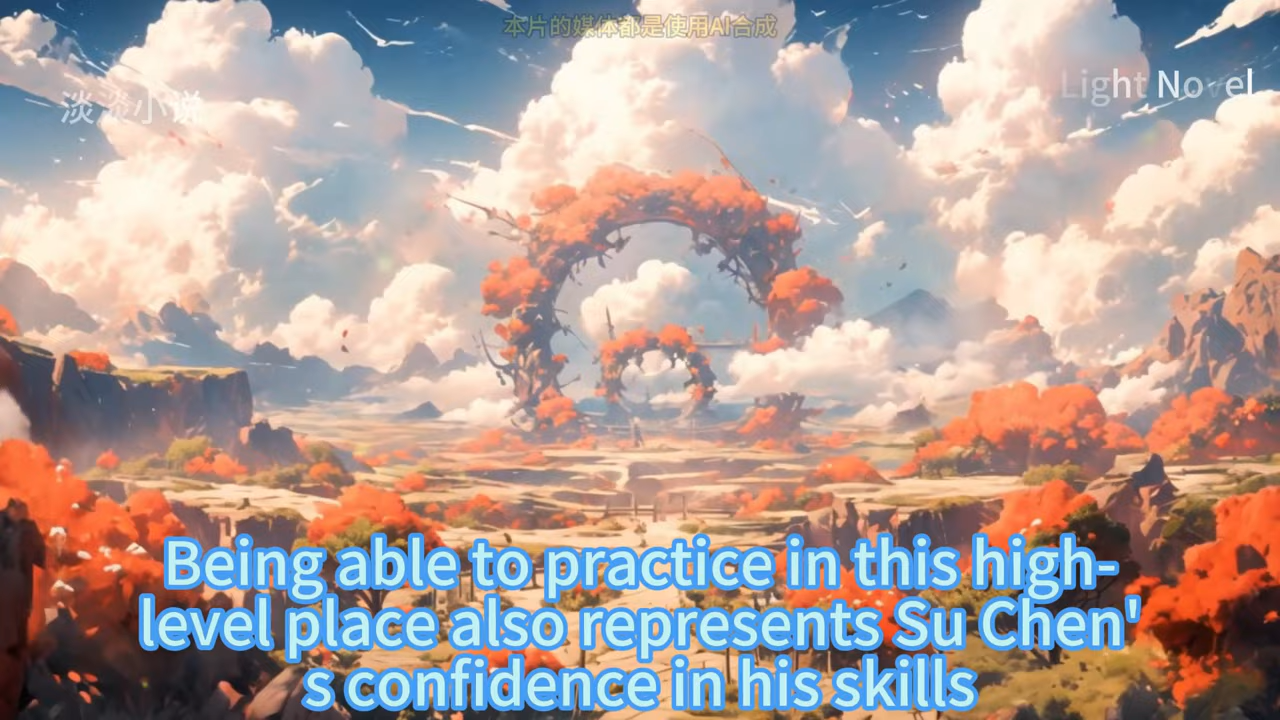 本片的媒体都是使用AI合成
Light Novel
淡淡小说
Being able to practice in this high-
level place also represents Su Chen'
s confidence in his skills